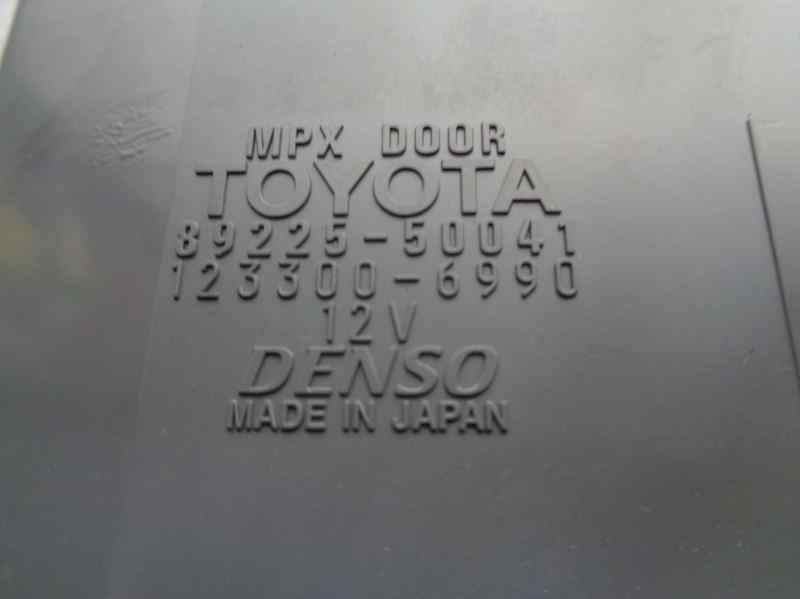 MPX DOOR
TOYOTA
89225-50041
123300-6990
12V
DENSO
MADE IN JAPAN